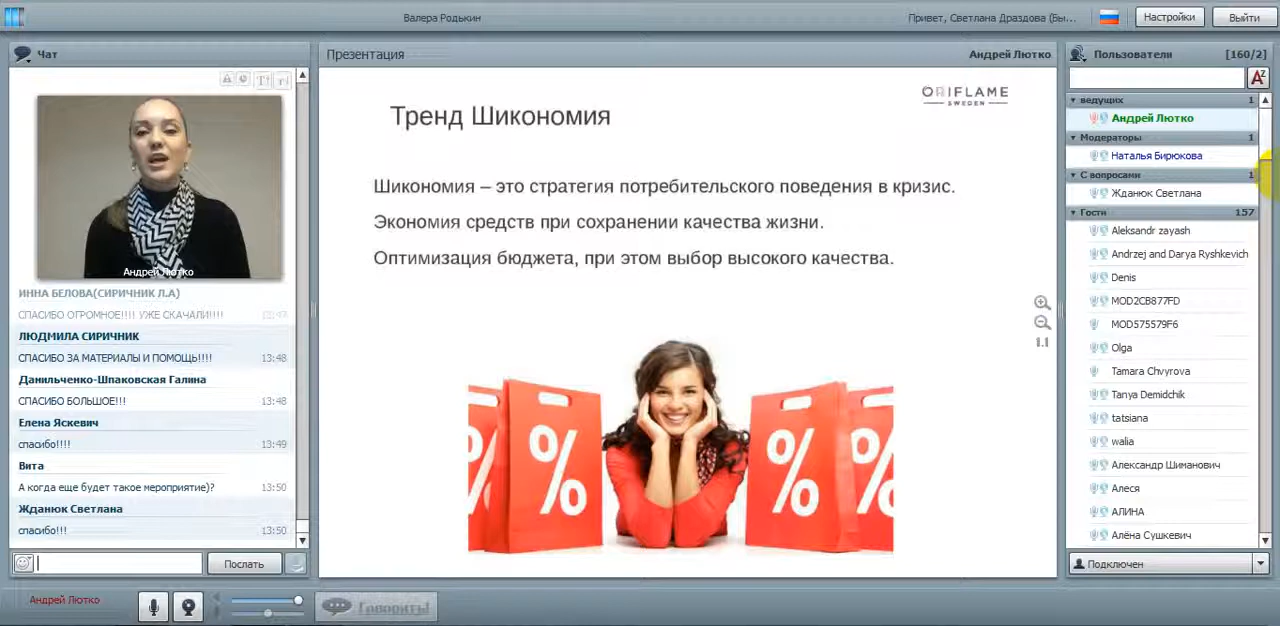 Валера Родькин
Привет, Светлана Драздова (Бы...
Настройки
Выйти
Чат
Андрей Лютко
ИННА БЕЛОВА(СИРИЧНИК Л.А)
СПАСИБО ОГРОМНОЕ!!!! УЖЕ СКАЧАЛИ!!!! 13:47
ЛЮДМИЛА СИРИЧНИК
СПАСИБО ЗА МАТЕРИАЛЫ И ПОМОЩЬ!!!! 13:48
Данильченко-Шпаковская Галина
СПАСИБО БОЛЬШОЕ!!! 13:48
Елена Яскевич
спасибо!!!! 13:49
Вита
А когда еще будет такое мероприятие)? 13:50
Жданюк Светлана
спасибо!!! 13:50
Послать
Презентация
Андрей Лютко
ORIFLAME
SWEDEN
Тренд Шикономия
Шикономия – это стратегия потребительского поведения в кризис.
Экономия средств при сохранении качества жизни.
Оптимизация бюджета, при этом выбор высокого качества.
1.1
% % % %
Пользователи [160/2]
ведущих 1
Андрей Лютко
Модераторы 1
Наталья Бирюкова
С вопросами 1
Жданюк Светлана
Гости 157
Aleksandr zayash
Andrzej and Darya Ryshkevich
Denis
MOD2CB877FD
MOD575579F6
Olga
Tamara Chvyrova
Tanya Demidchik
tatsiana
walia
Александр Шиманович
Алеся
АЛИНА
Алёна Сушкевич
Подключен
Андрей Лютко
Говорить!